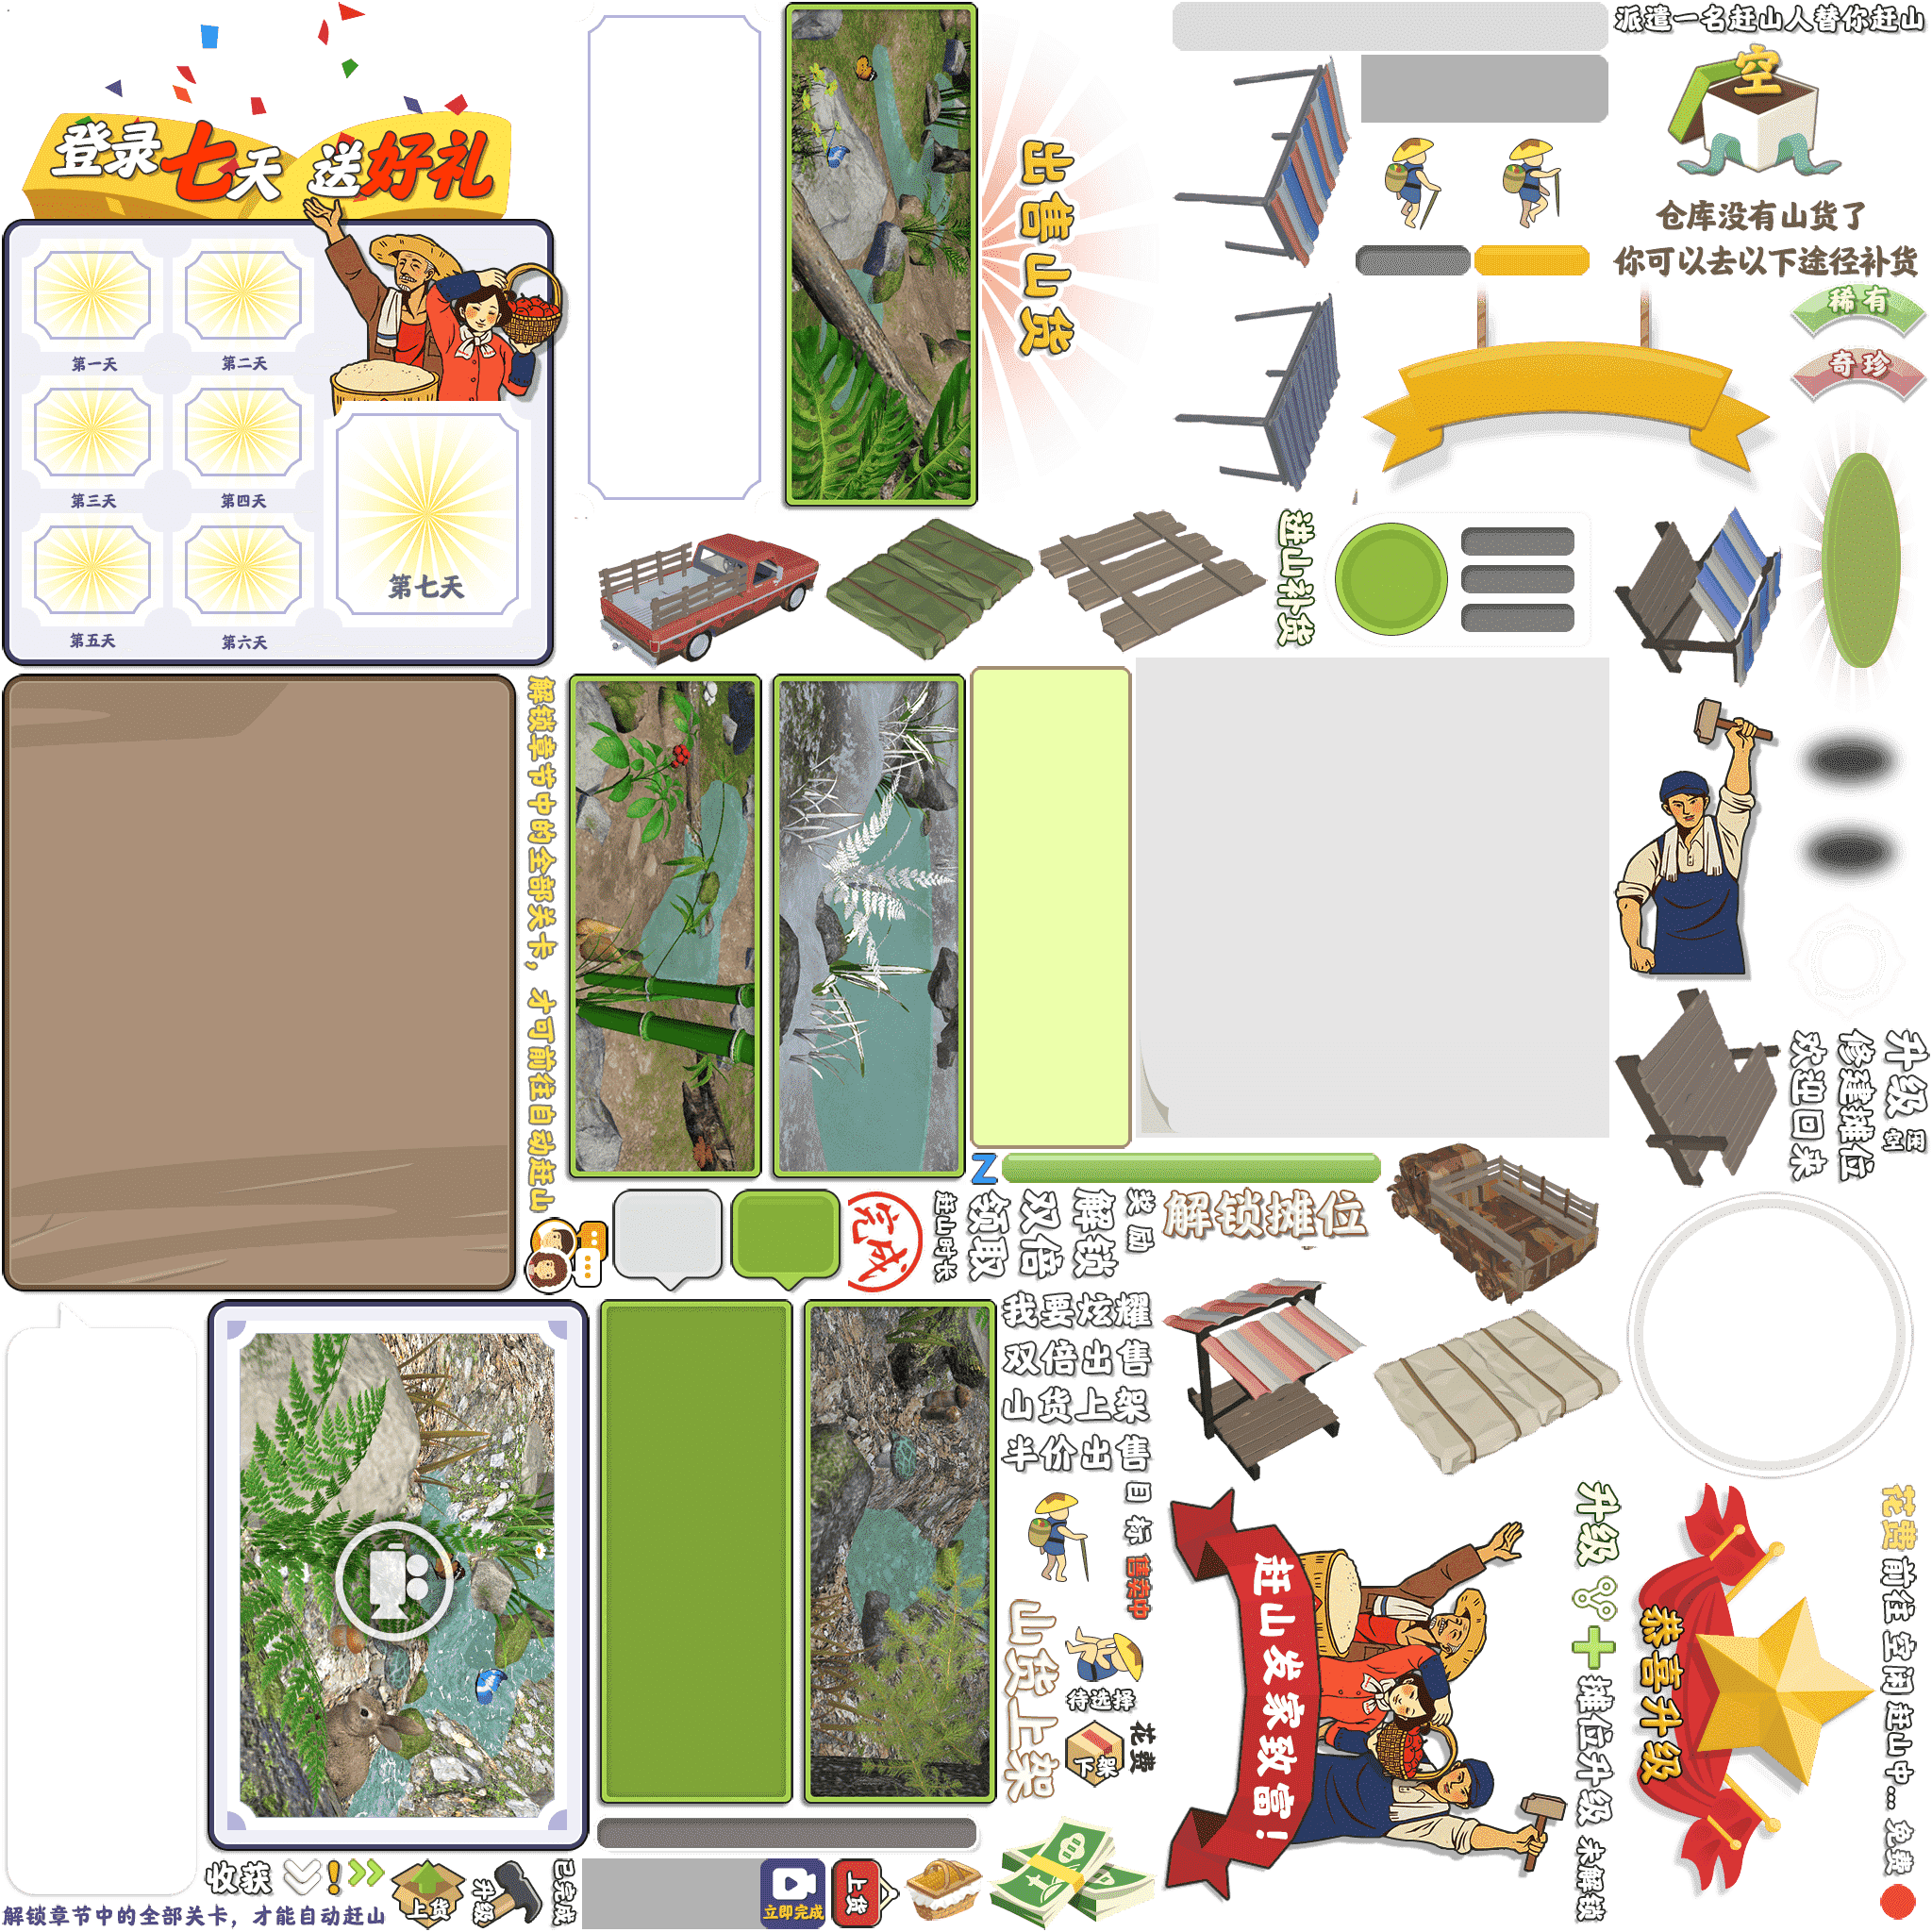 派遣一名赶山人替你赶山
空
登录七天 送好礼
出售山货
仓库没有山货了
你可以去以下途径补货
稀有
奇珍
第一天
第二天
第三天
第四天
第五天
第六天
第七天
进山补货
解锁章节中的全部关卡，才可前往自动赶山
升级
修建摊位
欢迎回来
Z
完成
赶山时长
领取
双倍
解锁
奖励
解锁摊位
我要炫耀
双倍出售
山货上架
半价出售
目标
售卖中
山货上架
待选择
下架
花费
赶山发家致富！
升级
摊位升级
未解锁
恭喜升级
花费
前往
空闲
赶山中...
免费
收获
上货
升级
已完成
立即完成
上货
解锁章节中的全部关卡，才能自动赶山